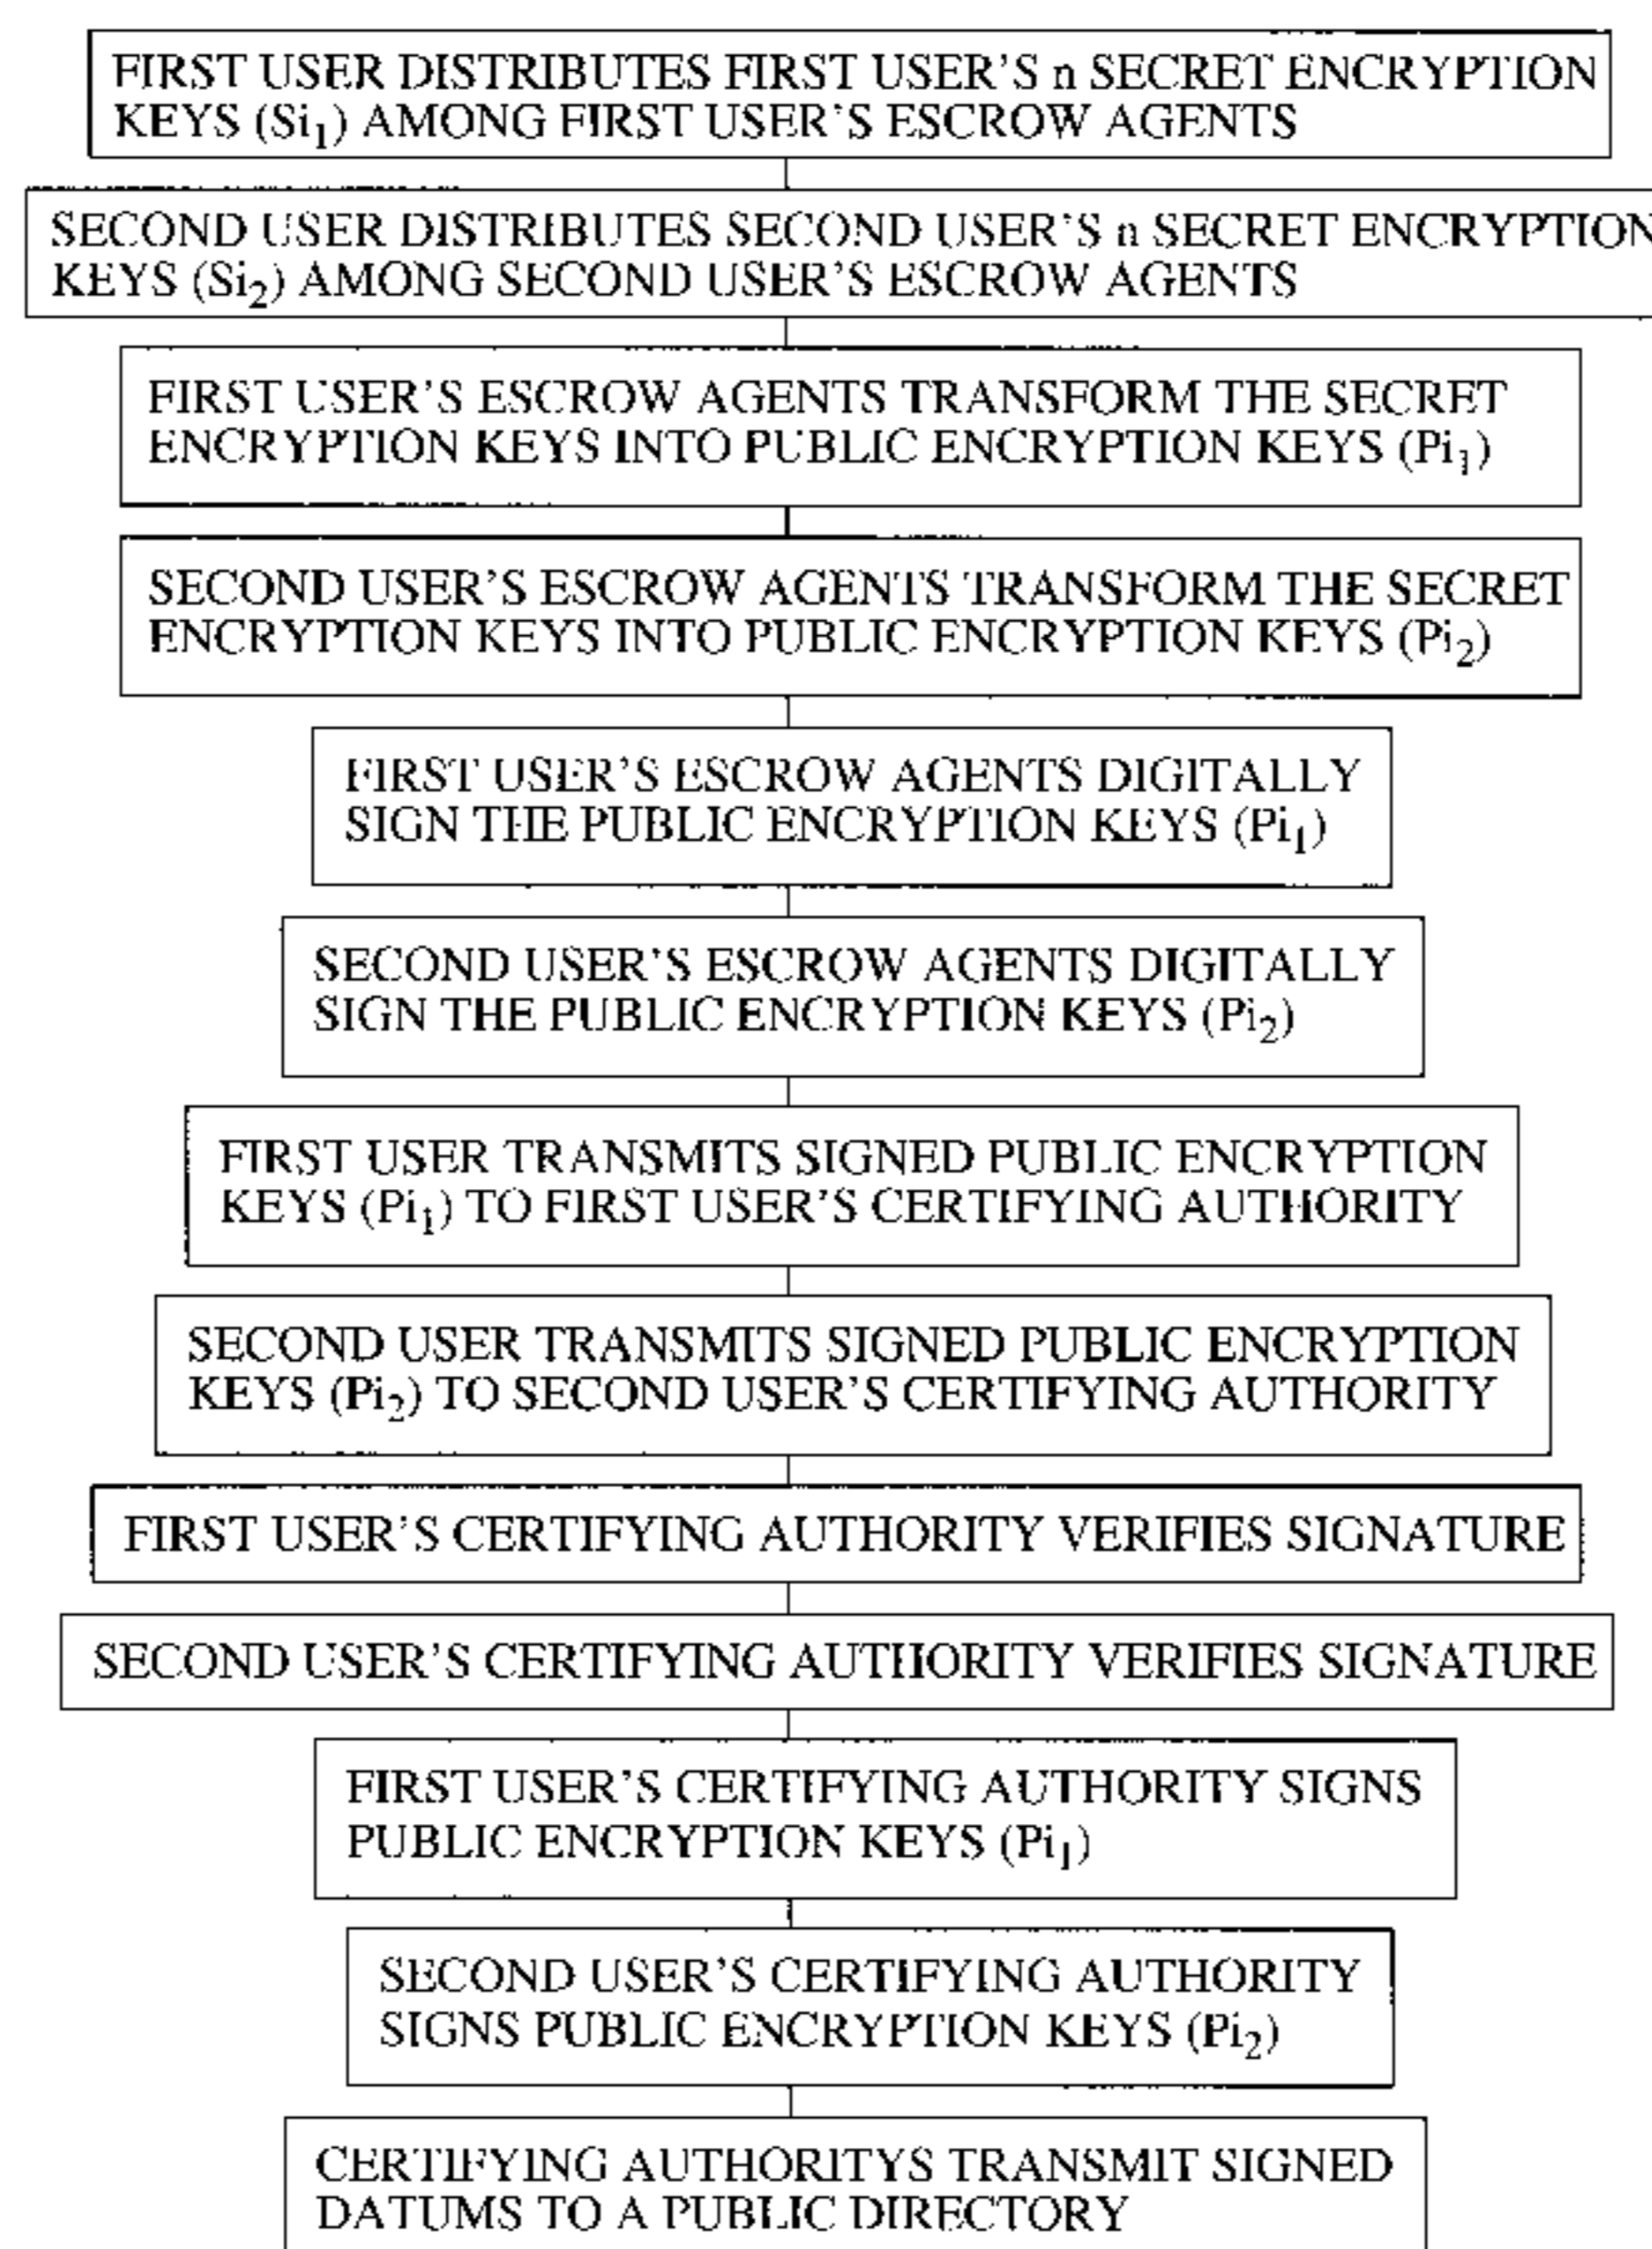 FIRST USER DISTRIBUTES FIRST USER'S n SECRET ENCRYPTION
KEYS (Si₁) AMONG FIRST USER'S ESCROW AGENTS
SECOND USER DISTRIBUTES SECOND USER'S n SECRET ENCRYPTION
KEYS (Si₂) AMONG SECOND USER'S ESCROW AGENTS
FIRST USER'S ESCROW AGENTS TRANSFORM THE SECRET
ENCRYPTION KEYS INTO PUBLIC ENCRYPTION KEYS (Pi₁)
SECOND USER'S ESCROW AGENTS TRANSFORM THE SECRET
ENCRYPTION KEYS INTO PUBLIC ENCRYPTION KEYS (Pi₂)
FIRST USER'S ESCROW AGENTS DIGITALLY
SIGN THE PUBLIC ENCRYPTION KEYS (Pi₁)
SECOND USER'S ESCROW AGENTS DIGITALLY
SIGN THE PUBLIC ENCRYPTION KEYS (Pi₂)
FIRST USER TRANSMITS SIGNED PUBLIC ENCRYPTION
KEYS (Pi₁) TO FIRST USER'S CERTIFYING AUTHORITY
SECOND USER TRANSMITS SIGNED PUBLIC ENCRYPTION
KEYS (Pi₂) TO SECOND USER'S CERTIFYING AUTHORITY
FIRST USER'S CERTIFYING AUTHORITY VERIFIES SIGNATURE
SECOND USER'S CERTIFYING AUTHORITY VERIFIES SIGNATURE
FIRST USER'S CERTIFYING AUTHORITY SIGNS
PUBLIC ENCRYPTION KEYS (Pi₁)
SECOND USER'S CERTIFYING AUTHORITY
SIGNS PUBLIC ENCRYPTION KEYS (Pi₂)
CERTIFYING AUTHORITYS TRANSMIT SIGNED
DATUMS TO A PUBLIC DIRECTORY